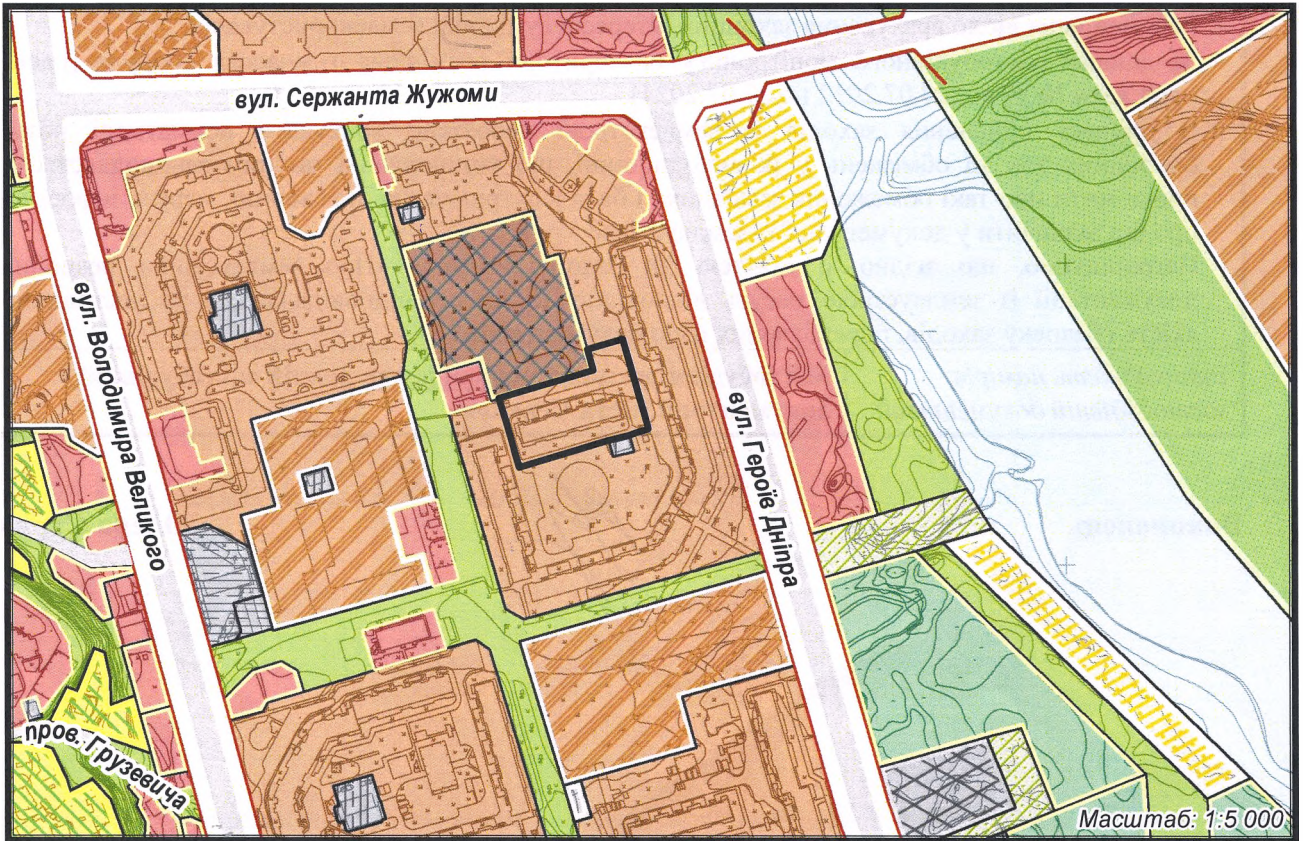 вул. Сержанта Жужоми
вул. Володимира Великого
вул. Героїв Дніпра
пров. Грузевича
Масштаб: 1:5 000